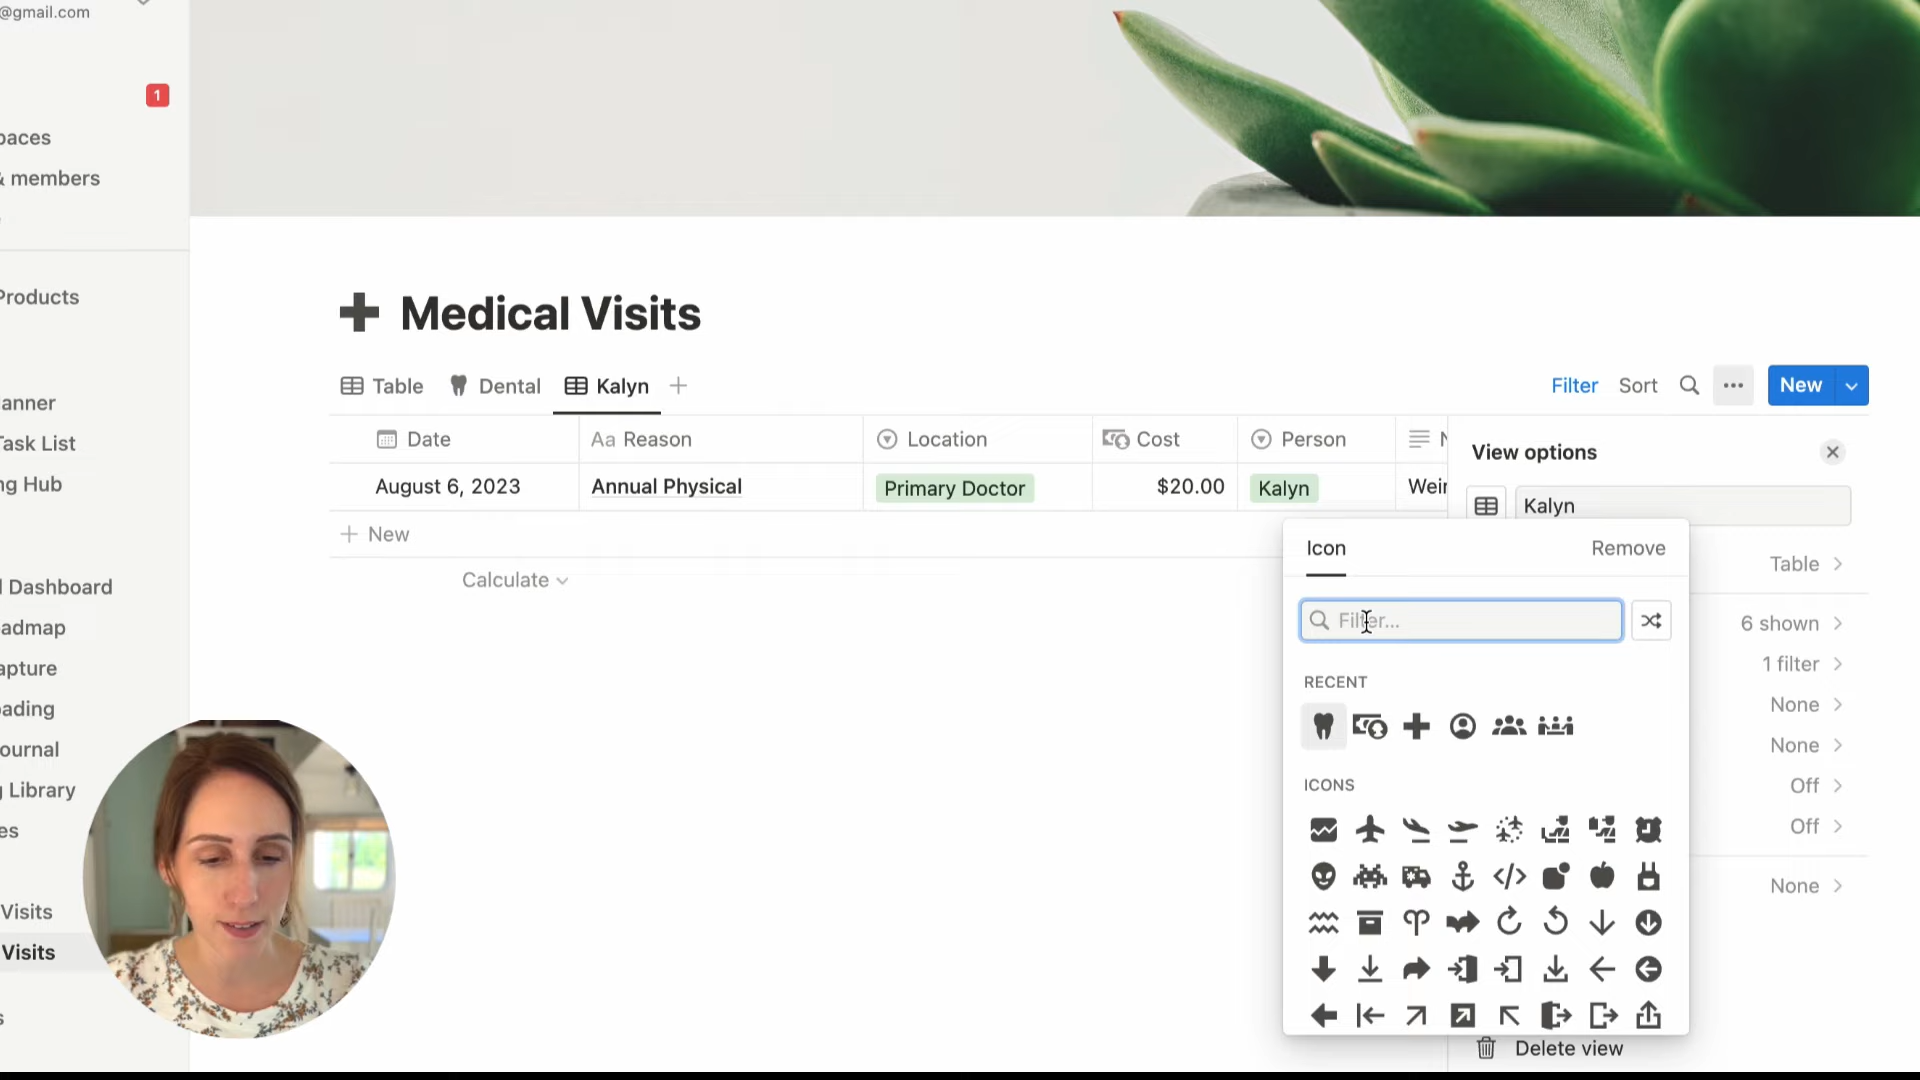 @gmail.com
1
paces
& members
Products
anner
Task List
ng Hub
l Dashboard
admap
apture
ading
ournal
g Library
es
Visits
Visits
s
Medical Visits
Table Dental Kalyn
Filter Sort New
Date Aa Reason Location Cost Person N
August 6, 2023 Annual Physical Primary Doctor $20.00 Kalyn Weir
New
Calculate
View options
Kalyn
Table
6 shown
1 filter
None
None
Off
Off
None
Delete view
Icon Remove
Filter...
RECENT
ICONS